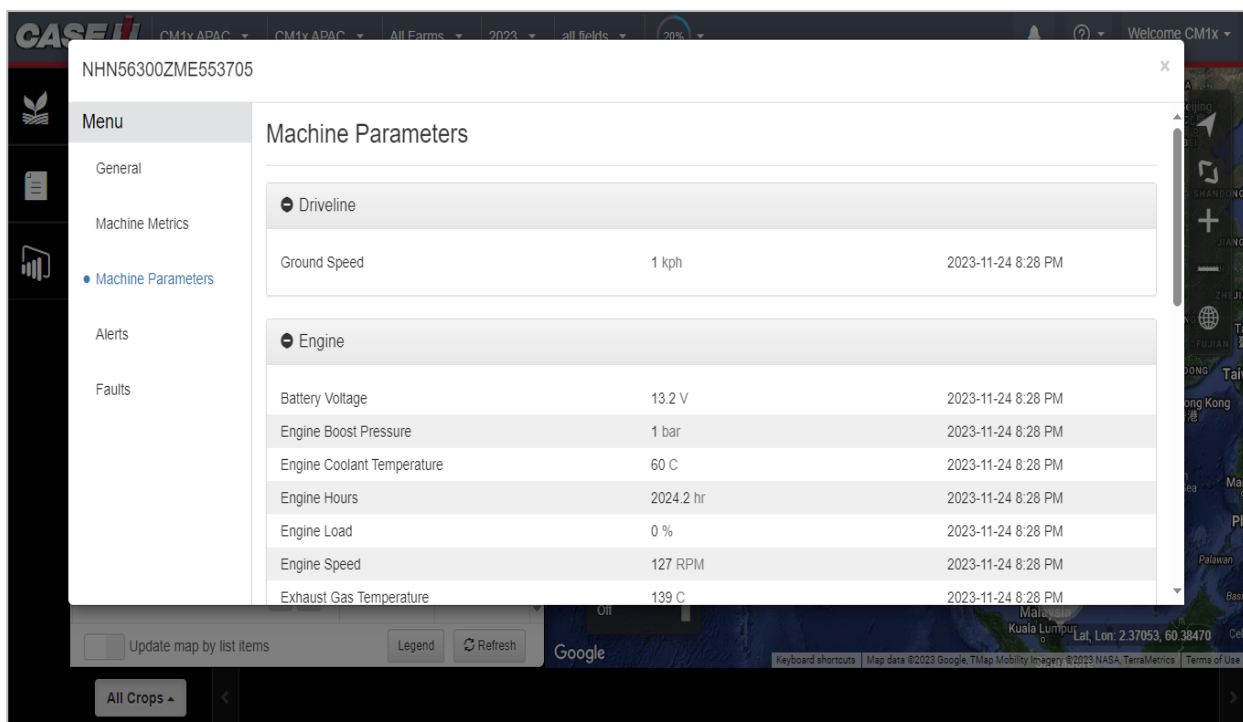 CASE IH
CM1x APAC
CM1x APAC
All Farms
2023
all fields
20%
Welcome CM1x
NHN56300ZME553705
x
Menu
General
Machine Metrics
Machine Parameters
Alerts
Faults
Machine Parameters
Driveline
Ground Speed 1 kph 2023-11-24 8:28 PM
Engine
Battery Voltage 13.2 V 2023-11-24 8:28 PM
Engine Boost Pressure 1 bar 2023-11-24 8:28 PM
Engine Coolant Temperature 60 C 2023-11-24 8:28 PM
Engine Hours 2024.2 hr 2023-11-24 8:28 PM
Engine Load 0 % 2023-11-24 8:28 PM
Engine Speed 127 RPM 2023-11-24 8:28 PM
Exhaust Gas Temperature 139 C 2023-11-24 8:28 PM
SHANDONG
FUJIAN
Hong Kong
港
Palawan
Off
Malaysia
Kuala Lumpur
Lat, Lon: 2.37053, 60.38470
Update map by list items
Legend
Refresh
Google
Keyboard shortcuts
Map data ©2023 Google, TMap Mobility Imagery ©2023 NASA, TerraMetrics
Terms of Use
All Crops